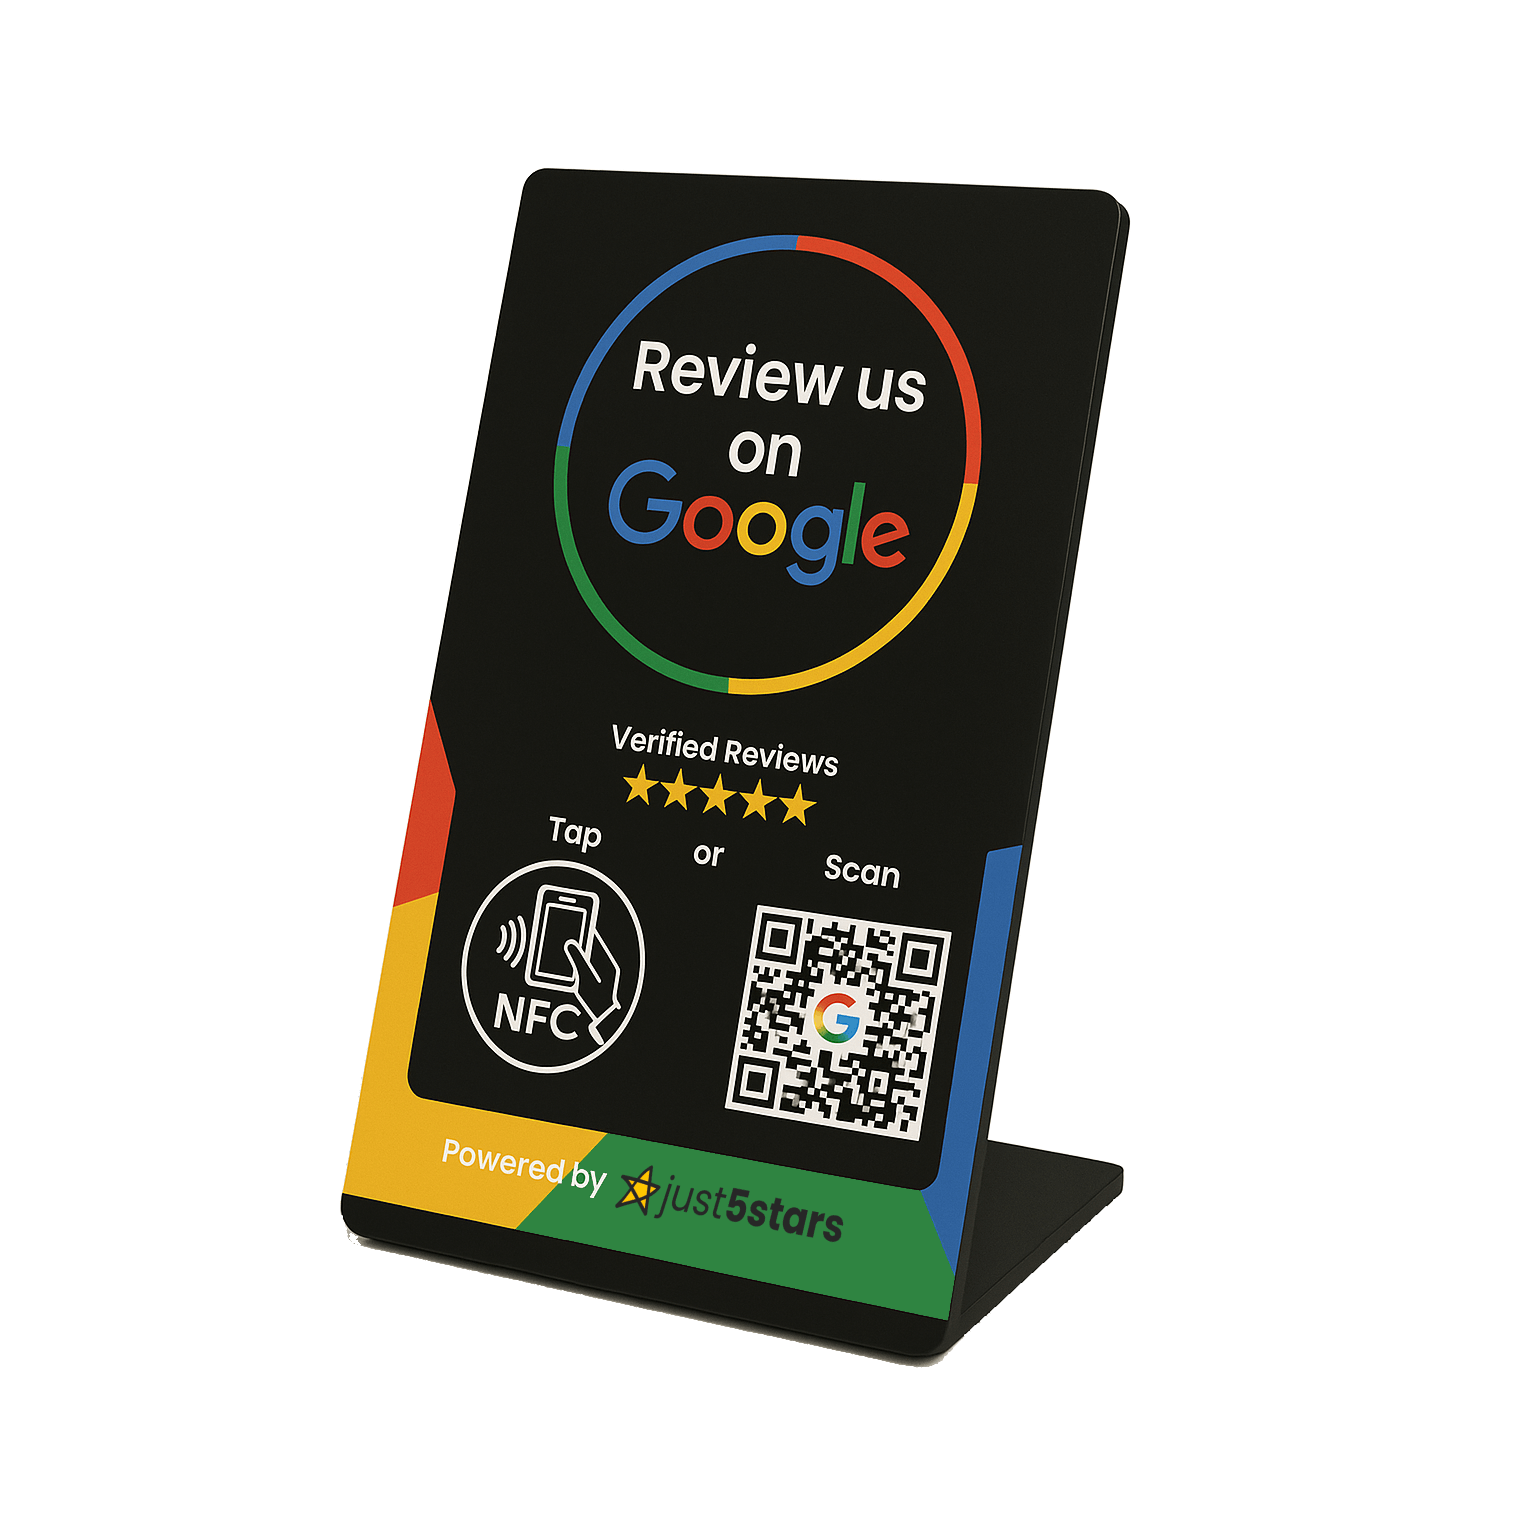 Review us
on
Google
Verified Reviews
Tap or Scan
NFC
G
Powered by just5stars